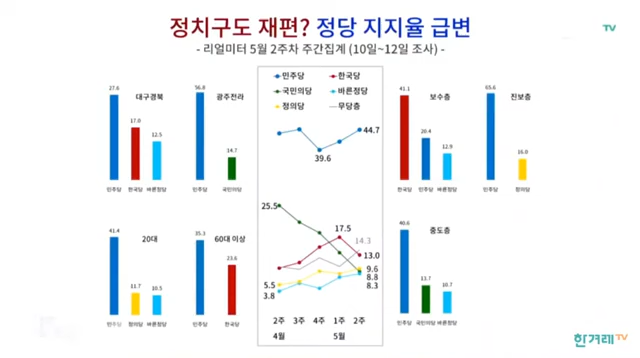 정치구도 재편? 정당 지지율 급변
TV
- 리얼미터 5월 2주차 주간집계 (10일~12일 조사) -
27.6
대구경북
17.0
12.5
민주당 한국당 바른정당
56.8
광주전라
14.7
민주당 국민의당
민주당 한국당
국민의당 바른정당
정의당 무당층
44.7
39.6
25.5
17.5
14.3
13.0
9.6
8.8
8.3
5.5
3.8
2주 3주 4주 1주 2주
4월 5월
41.1
보수층
20.4
12.9
한국당 민주당 바른정당
65.6
진보층
16.0
민주당 정의당
41.4
20대
11.7
10.5
민주당 정의당 바른정당
35.3
60대 이상
23.6
민주당 한국당
40.6
중도층
13.7
10.7
민주당 국민의당 바른정당
한겨레TV